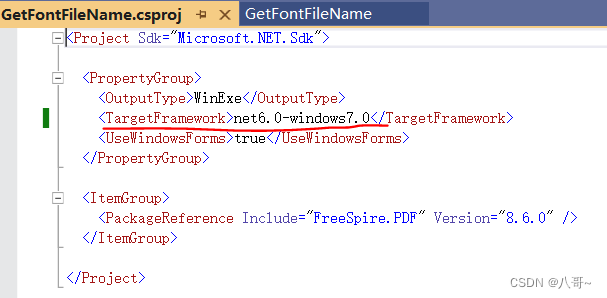 GetFontFileName.csproj GetFontFileName
<Project Sdk="Microsoft.NET.Sdk">
<PropertyGroup>
<OutputType>WinExe</OutputType>
<TargetFramework>net6.0-windows7.0</TargetFramework>
<UseWindowsForms>true</UseWindowsForms>
</PropertyGroup>
<ItemGroup>
<PackageReference Include="FreeSpire.PDF" Version="8.6.0" />
</ItemGroup>
</Project>
CSDN @八哥~